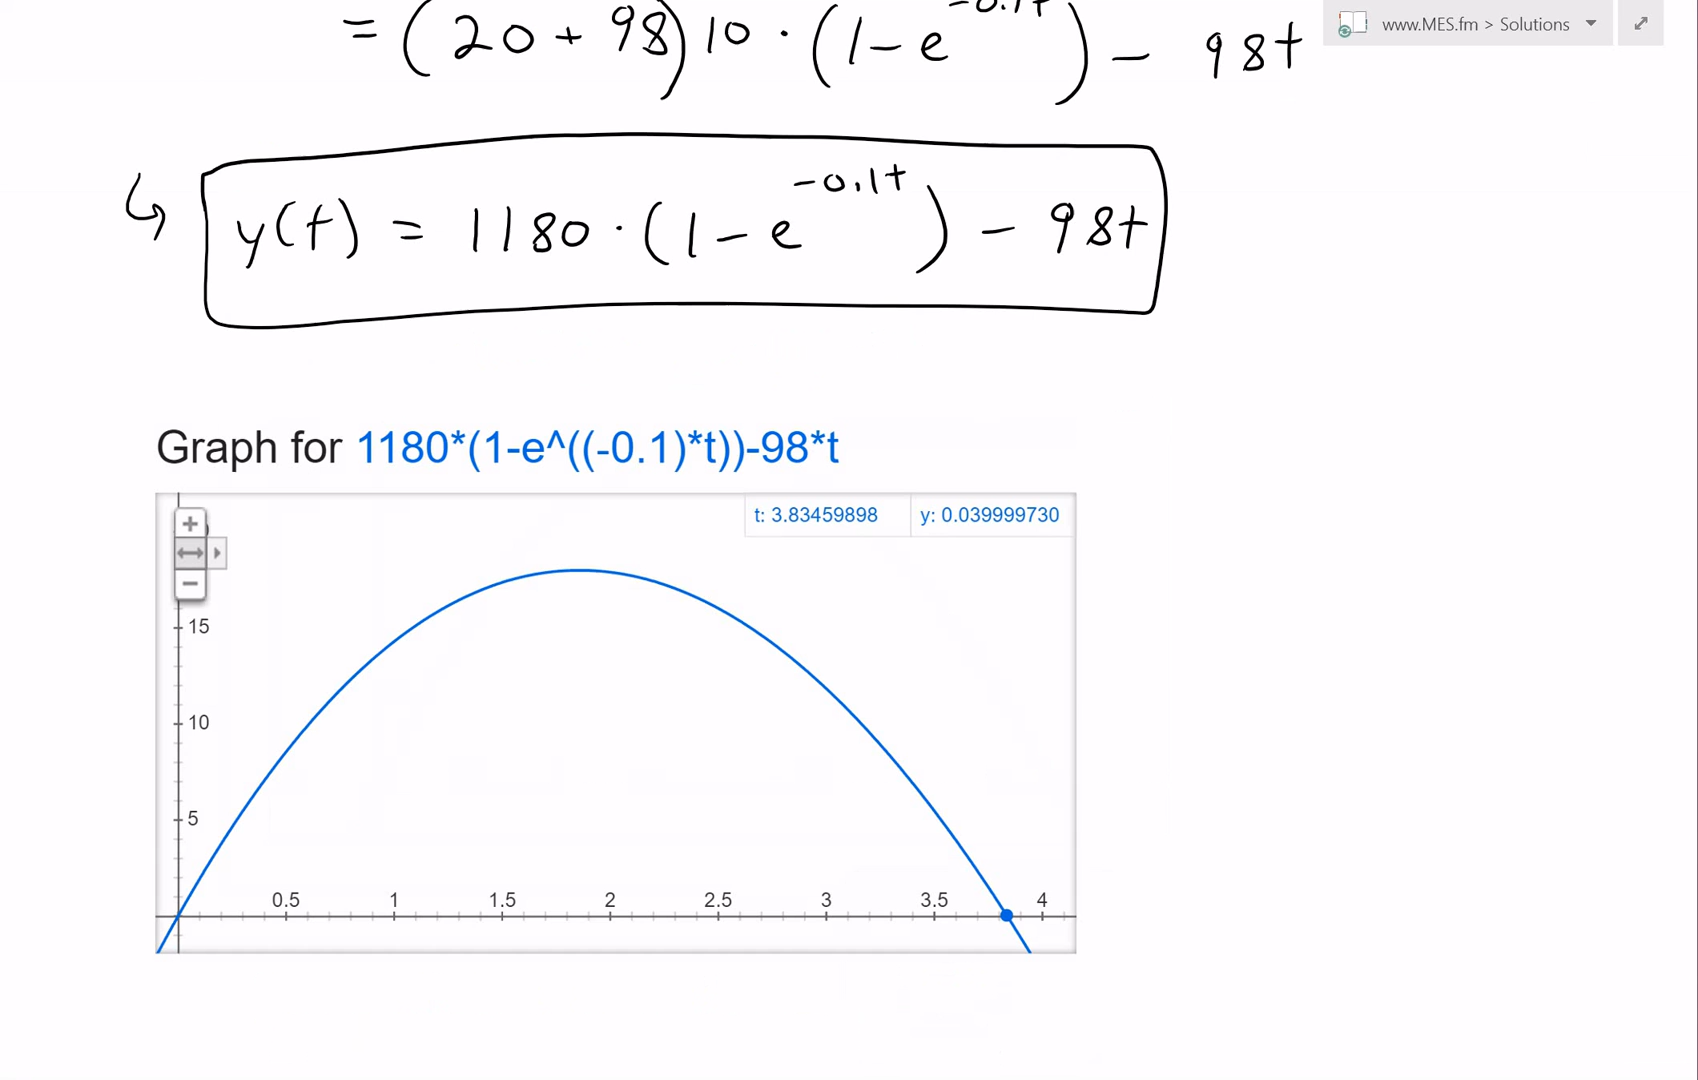 = (20 + 98) 10 · (1 - e^-0.1t) - 98t
www.MES.fm > Solutions
↳ y(t) = 1180 · (1 - e^-0.1t) - 98t
Graph for 1180*(1-e^((-0.1)*t))-98*t
t: 3.83459898 y: 0.039999730
+
−
15
10
5
0.5 1 1.5 2 2.5 3 3.5 4